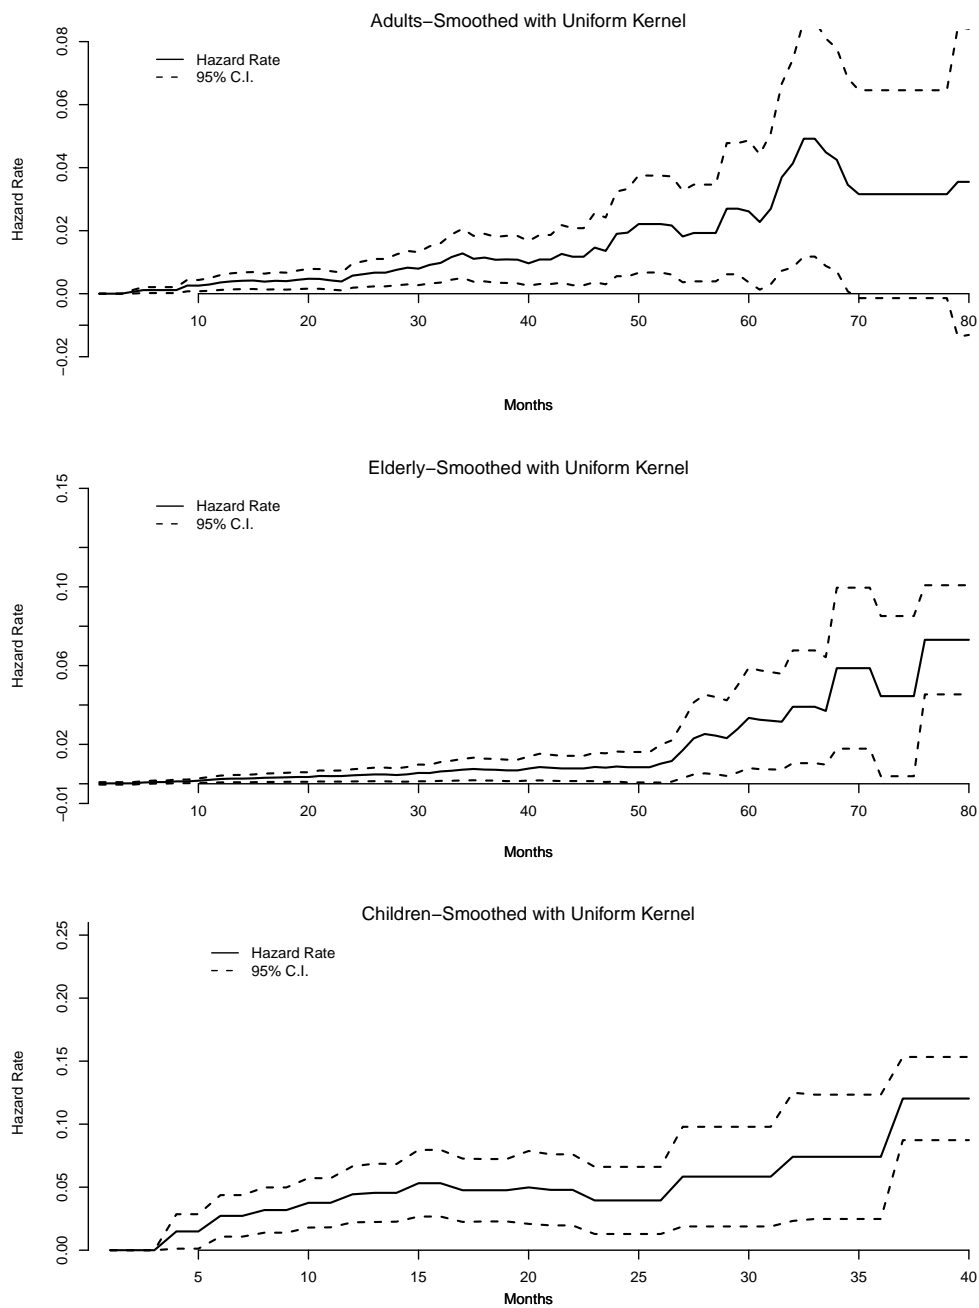 Adults−Smoothed with Uniform Kernel
Hazard Rate
95% C.I.
Hazard Rate
0.08
0.06
0.04
0.02
0.00
−0.02
10 20 30 40 50 60 70 80
Months
Elderly−Smoothed with Uniform Kernel
Hazard Rate
95% C.I.
Hazard Rate
0.15
0.10
0.06
0.02
−0.01
10 20 30 40 50 60 70 80
Months
Children−Smoothed with Uniform Kernel
Hazard Rate
95% C.I.
Hazard Rate
0.25
0.20
0.15
0.10
0.05
0.00
5 10 15 20 25 30 35 40
Months